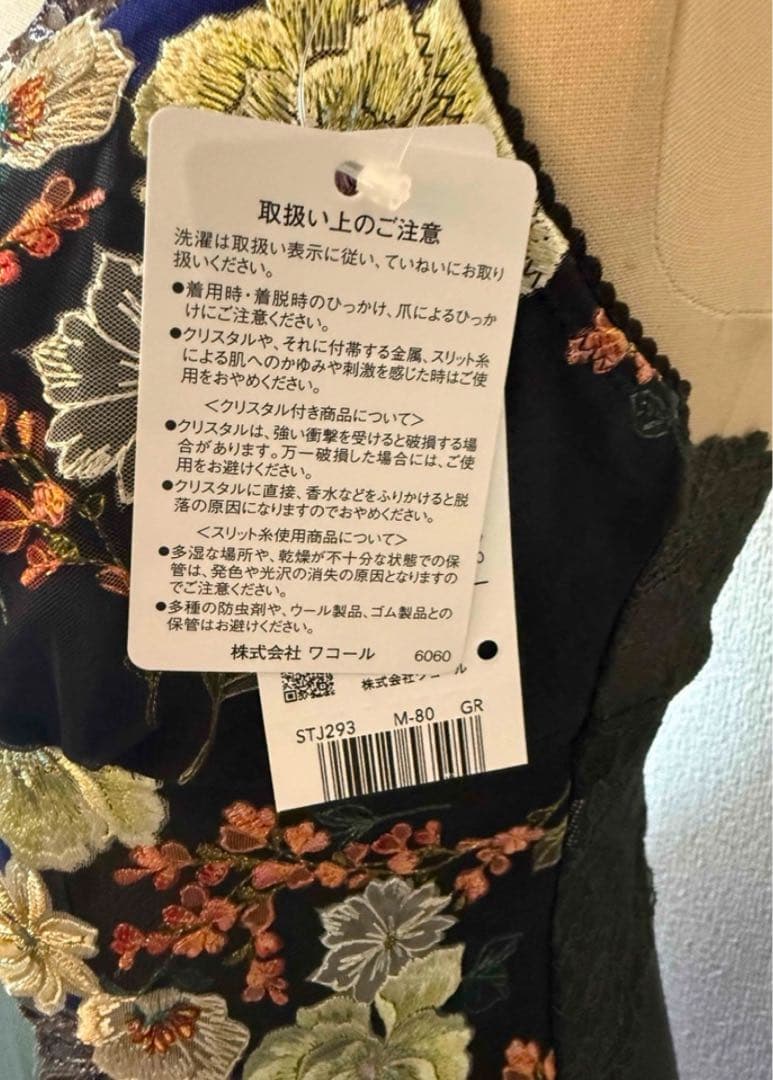 取扱い上のご注意
洗濯は取扱い表示に従い、ていねいにお取り
扱いください。
●着用時・着脱時のひっかけ、爪によるひっか
けにご注意ください。
●クリスタルや、それに付帯する金属、スリット糸
による肌へのかゆみや刺激を感じた時はご使
用をおやめください。
＜クリスタル付き商品について＞
●クリスタルは、強い衝撃を受けると破損する場
合があります。万一破損した場合には、ご使
用をお避けください。
●クリスタルに直接、香水などをふりかけると脱
落の原因になりますのでおやめください。
＜スリット糸使用商品について＞
●多湿な場所や、乾燥が不十分な状態での保
管は、発色や光沢の消失の原因となりますの
でご注意ください。
●多種の防虫剤や、ウール製品、ゴム製品との
保管はお避けください。
株式会社 ワコール 6060
株式会社ワコール
STJ293 M-80 GR